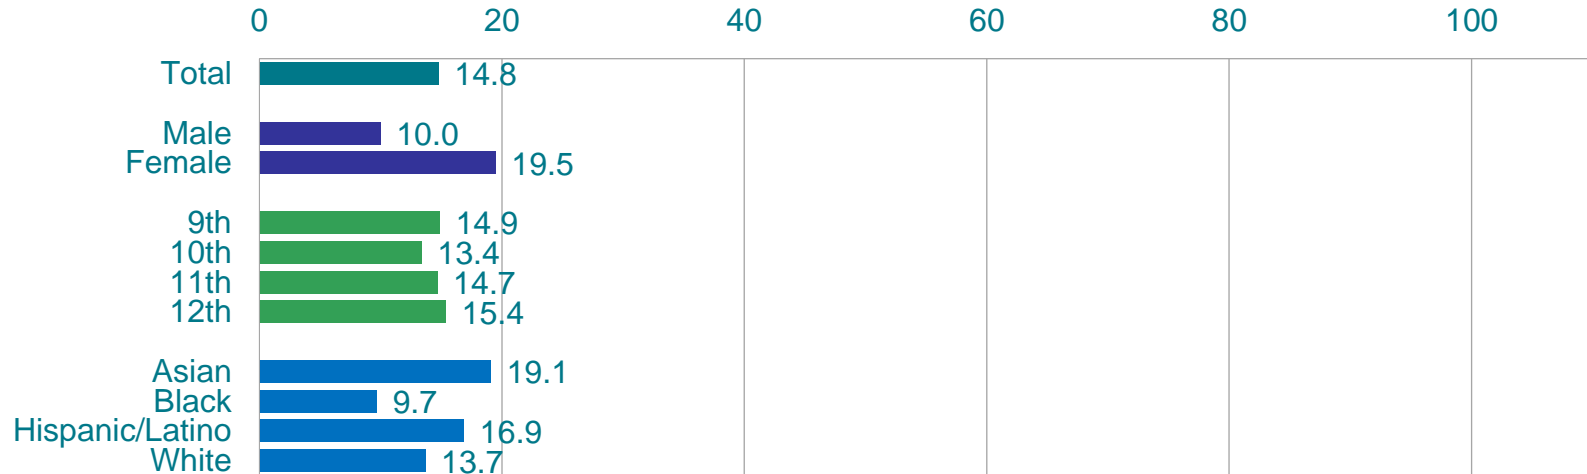 0 20 40 60 80 100
Total 14.8
Male 10.0
Female 19.5
9th 14.9
10th 13.4
11th 14.7
12th 15.4
Asian 19.1
Black 9.7
Hispanic/Latino 16.9
White 13.7